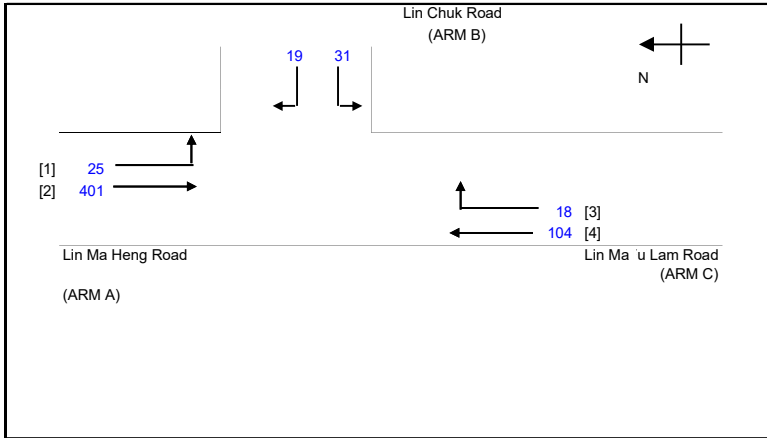 Lin Chuk Road
(ARM B)
19 31
N
[1] 25
[2] 401
18 [3]
104 [4]
Lin Ma Heng Road
(ARM A)
Lin Ma u Lam Road
(ARM C)